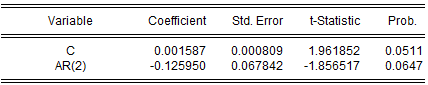 Variable Coefficient Std. Error t-Statistic Prob.
C 0.001587 0.000809 1.961852 0.0511
AR(2) -0.125950 0.067842 -1.856517 0.0647